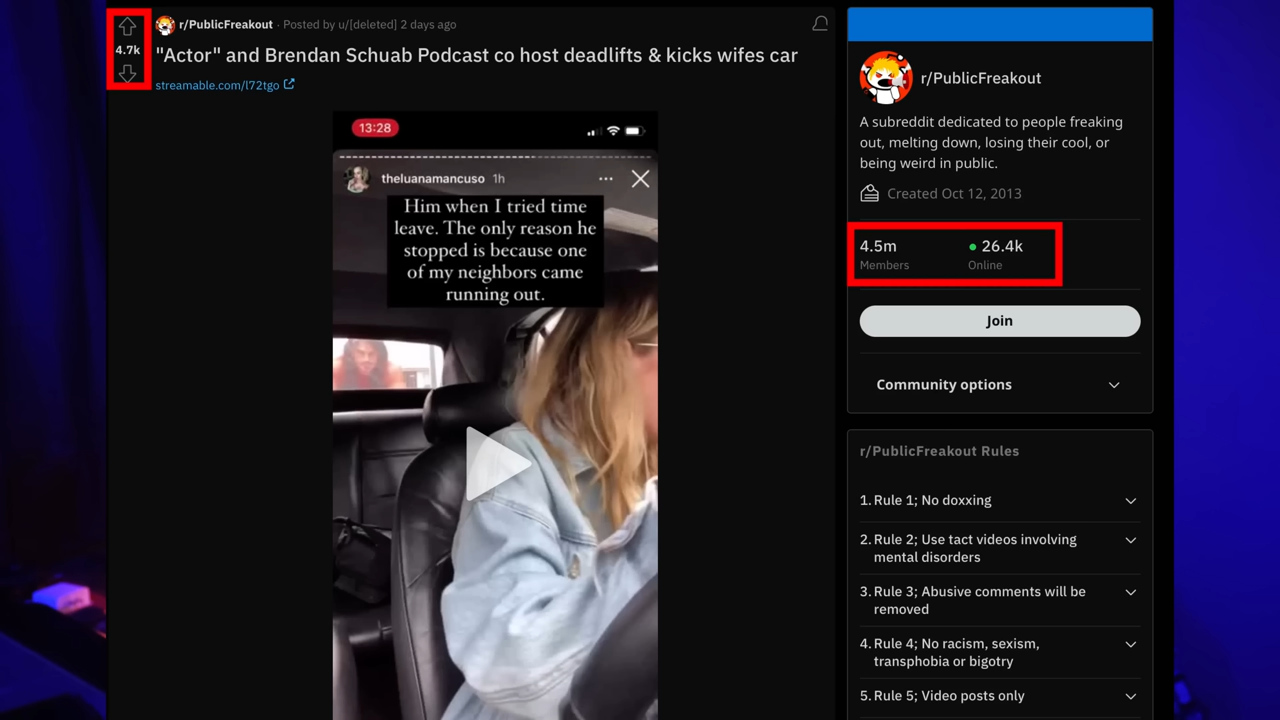 r/PublicFreakout · Posted by u/[deleted] 2 days ago
4.7k
"Actor" and Brendan Schuab Podcast co host deadlifts & kicks wifes car
streamable.com/l72tgo
13:28
theluanamancuso 1h
Him when I tried time
leave. The only reason he
stopped is because one
of my neighbors came
running out.
r/PublicFreakout
A subreddit dedicated to people freaking
out, melting down, losing their cool, or
being weird in public.
Created Oct 12, 2013
4.5m 26.4k
Members Online
Join
Community options
r/PublicFreakout Rules
1. Rule 1; No doxxing
2. Rule 2; Use tact videos involving
mental disorders
3. Rule 3; Abusive comments will be
removed
4. Rule 4; No racism, sexism,
transphobia or bigotry
5. Rule 5; Video posts only